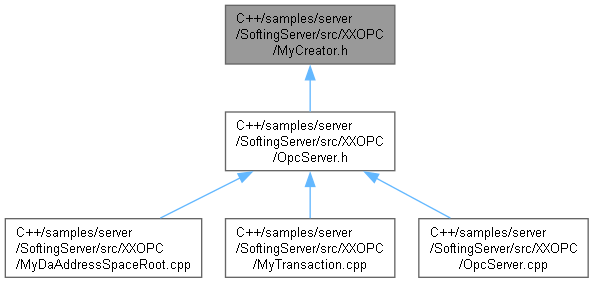 C++/samples/server
/SoftingServer/src/XXOPC
/MyCreator.h
C++/samples/server
/SoftingServer/src/XXOPC
/OpcServer.h
C++/samples/server
/SoftingServer/src/XXOPC
/MyDaAddressSpaceRoot.cpp
C++/samples/server
/SoftingServer/src/XXOPC
/MyTransaction.cpp
C++/samples/server
/SoftingServer/src/XXOPC
/OpcServer.cpp